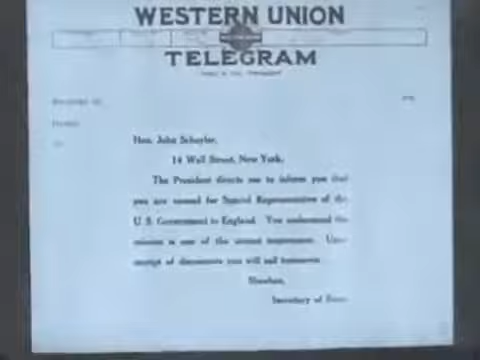 WESTERN UNION
TELEGRAM
Hon. John Schuyler,
14 Wall Street, New York.
The President directs me to inform you that
you are named for Special Representative of the
U. S. Government to England. You understand the
mission is one of the utmost importance. Upon
receipt of documents you will sail tomorrow.
Secretary of State